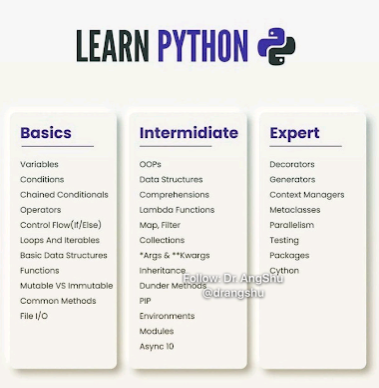 LEARN PYTHON
Basics
Variables
Conditions
Chained Conditionals
Operators
Control Flow(If/Else)
Loops And Iterables
Basic Data Structures
Functions
Mutable VS Immutable
Common Methods
File I/O
Intermidiate
OOPs
Data Structures
Comprehensions
Lambda Functions
Map, Filter
Collections
*Args & **Kwargs
Inheritance
Dunder Methods
PIP
Environments
Modules
Async IO
Expert
Decorators
Generators
Context Managers
Metaclasses
Parallelism
Testing
Packages
Cython
Follow: Dr. AngShu
@drangshu